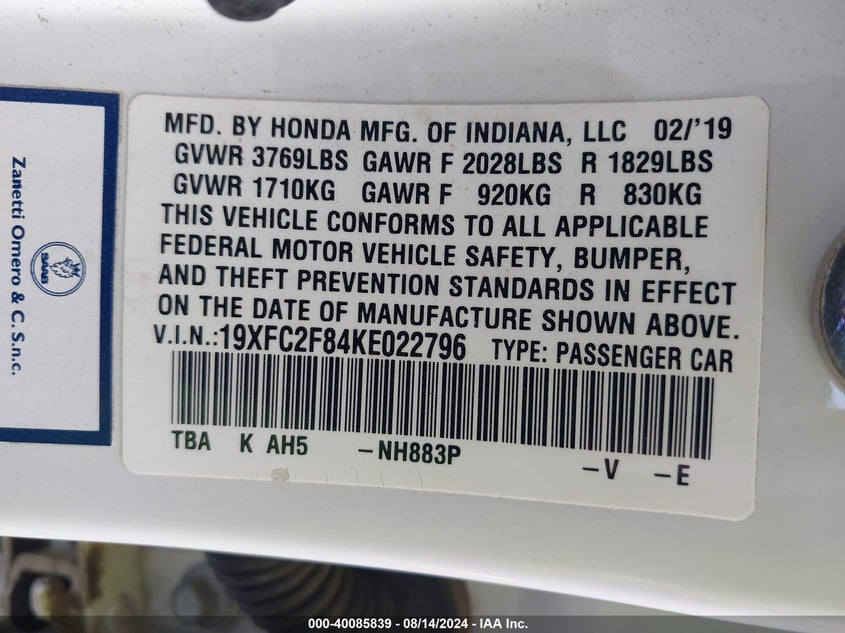 MFD. BY HONDA MFG. OF INDIANA, LLC 02/'19
GVWR 3769LBS GAWR F 2028LBS R 1829LBS
GVWR 1710KG GAWR F 920KG R 830KG
THIS VEHICLE CONFORMS TO ALL APPLICABLE
FEDERAL MOTOR VEHICLE SAFETY, BUMPER,
AND THEFT PREVENTION STANDARDS IN EFFECT
ON THE DATE OF MANUFACTURE SHOWN ABOVE.
V.I.N.:19XFC2F84KE022796 TYPE: PASSENGER CAR
TBA K AH5 -NH883P -V -E
Zanetti Omero & C. S.n.c.
SAAB
000-40085839 - 08/14/2024 - IAA Inc.